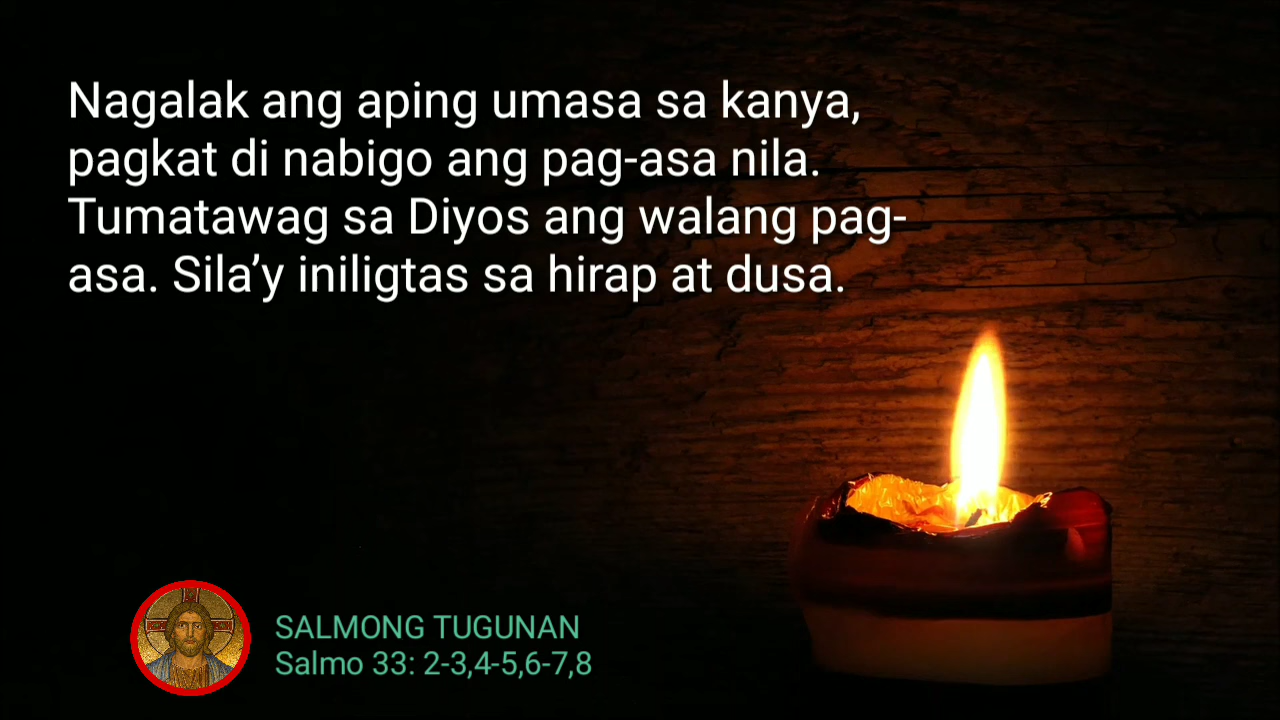 Nagalak ang aping umasa sa kanya,
pagkat di nabigo ang pag-asa nila.
Tumatawag sa Diyos ang walang pag-
asa. Sila’y iniligtas sa hirap at dusa.
SALMONG TUGUNAN
Salmo 33: 2-3,4-5,6-7,8